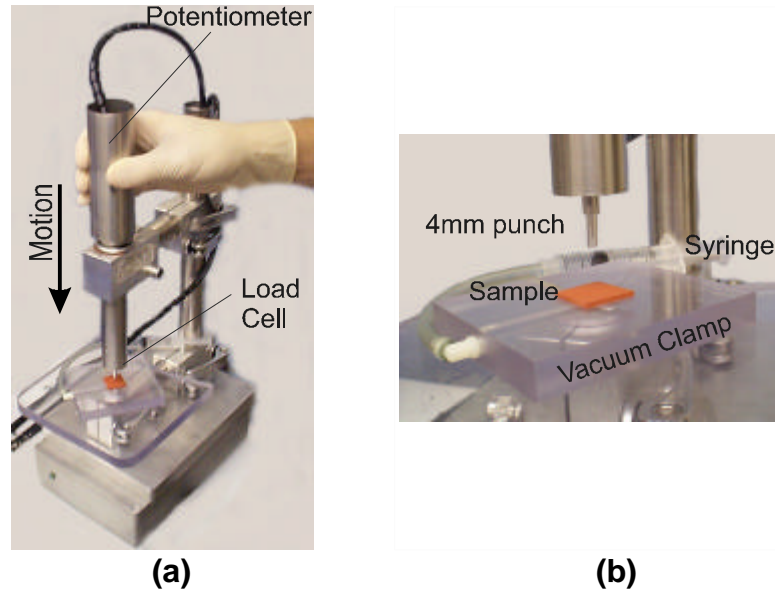 Potentiometer
Motion
Load
Cell
(a)
4mm punch
Syringe
Sample
Vacuum Clamp
(b)